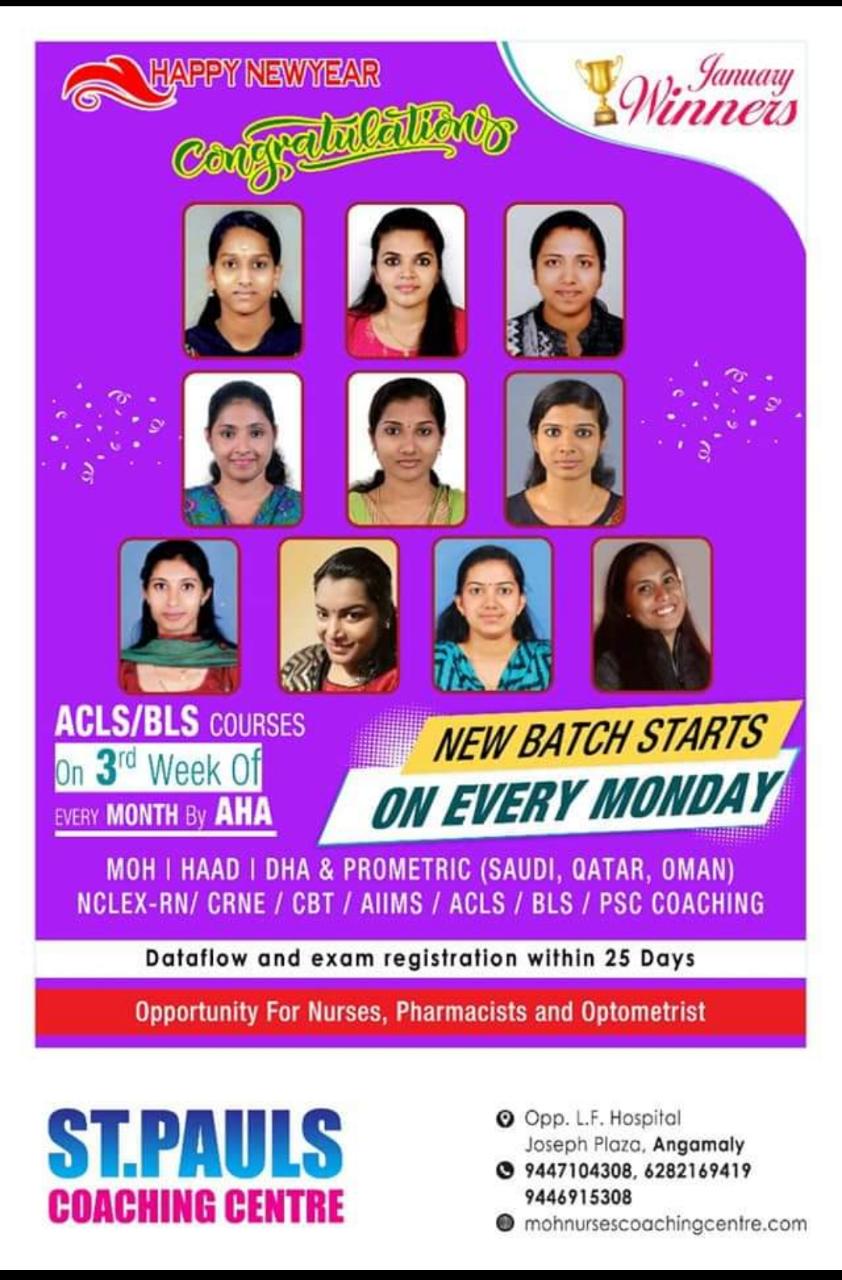 HAPPY NEWYEAR
Congratulations
January
Winners
ACLS/BLS COURSES
On 3rd Week Of
EVERY MONTH By AHA
NEW BATCH STARTS
ON EVERY MONDAY
MOH | HAAD | DHA & PROMETRIC (SAUDI, QATAR, OMAN)
NCLEX-RN/ CRNE / CBT / AIIMS / ACLS / BLS / PSC COACHING
Dataflow and exam registration within 25 Days
Opportunity For Nurses, Pharmacists and Optometrist
ST.PAULS
COACHING CENTRE
Opp. L.F. Hospital
Joseph Plaza, Angamaly
9447104308, 6282169419
9446915308
mohnursescoachingcentre.com